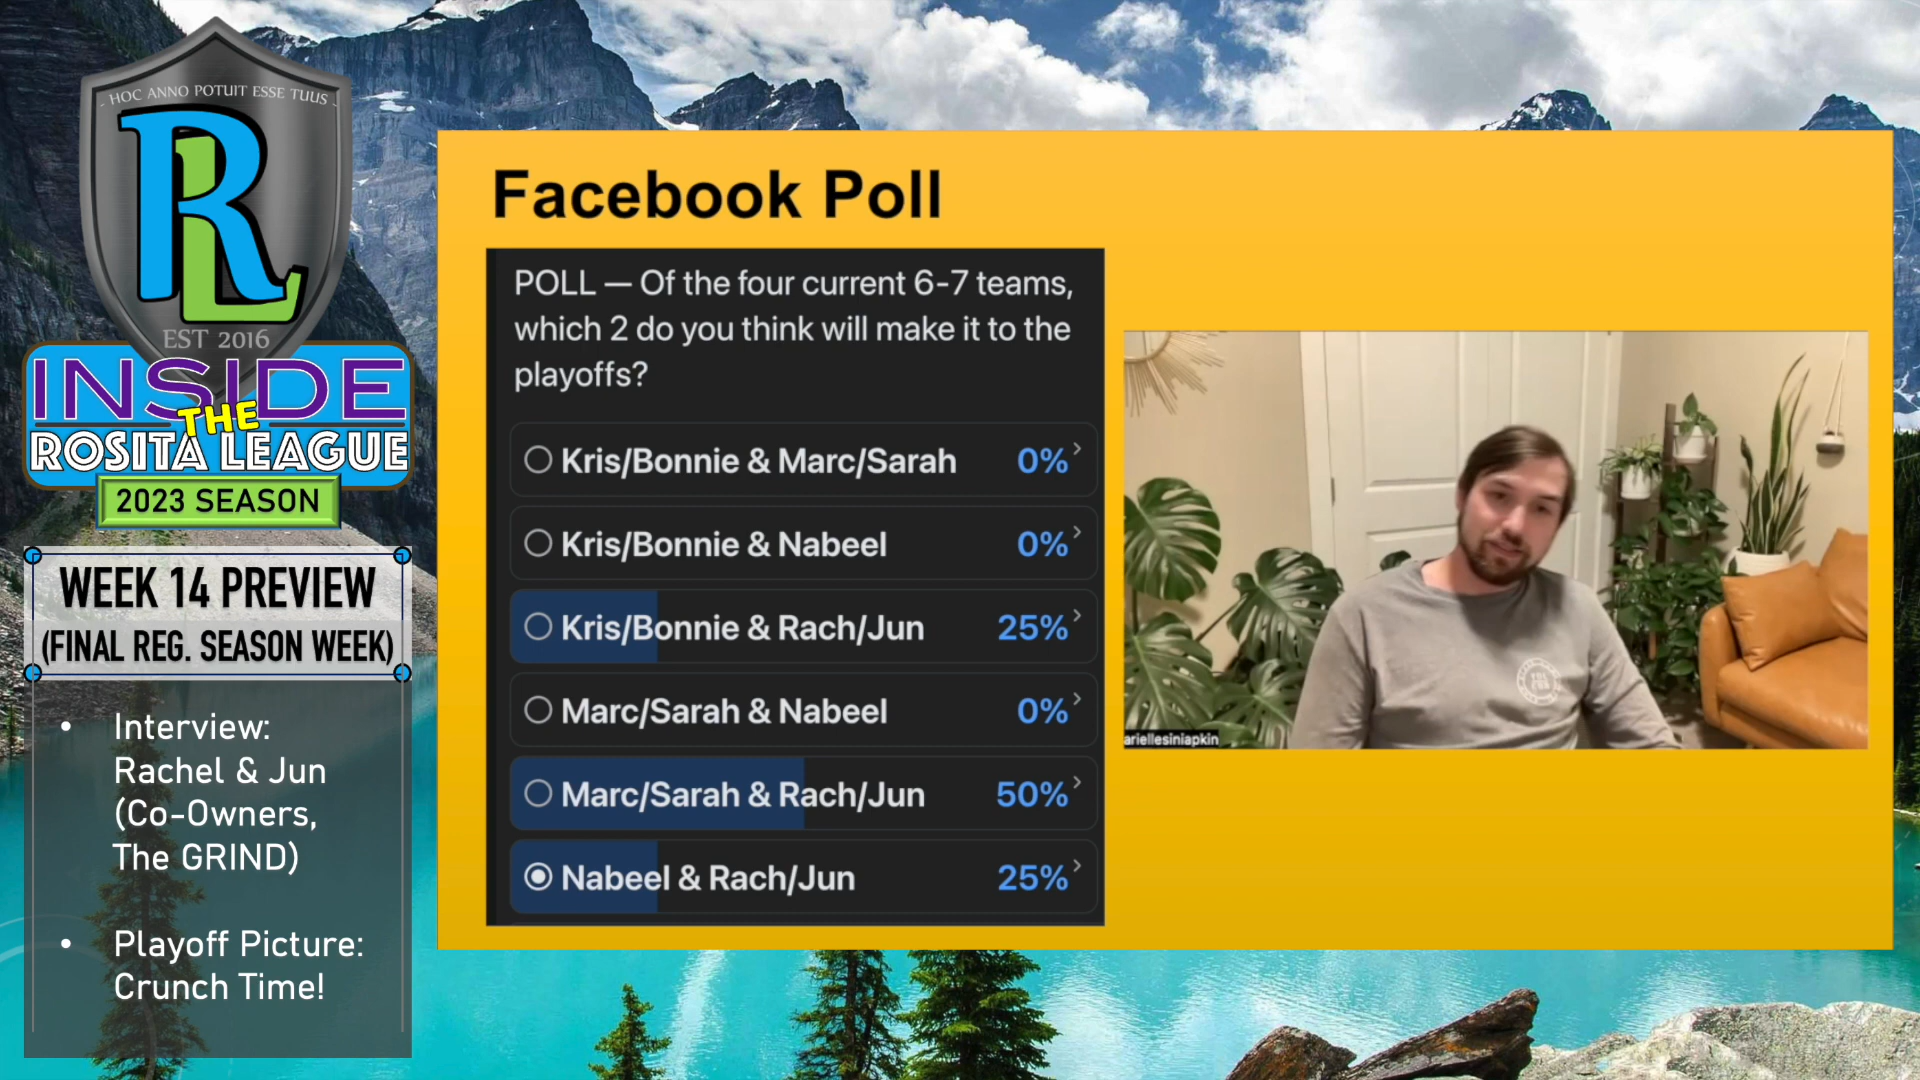 - HOC ANNO POTUIT ESSE TUUS -
RL
EST 2016
INSIDE
THE
ROSITA LEAGUE
2023 SEASON
WEEK 14 PREVIEW
(FINAL REG. SEASON WEEK)
• Interview:
Rachel & Jun
(Co-Owners,
The GRIND)
• Playoff Picture:
Crunch Time!
Facebook Poll
POLL — Of the four current 6-7 teams,
which 2 do you think will make it to the
playoffs?
Kris/Bonnie & Marc/Sarah 0%
Kris/Bonnie & Nabeel 0%
Kris/Bonnie & Rach/Jun 25%
Marc/Sarah & Nabeel 0%
Marc/Sarah & Rach/Jun 50%
Nabeel & Rach/Jun 25%
ariellesiniapkin